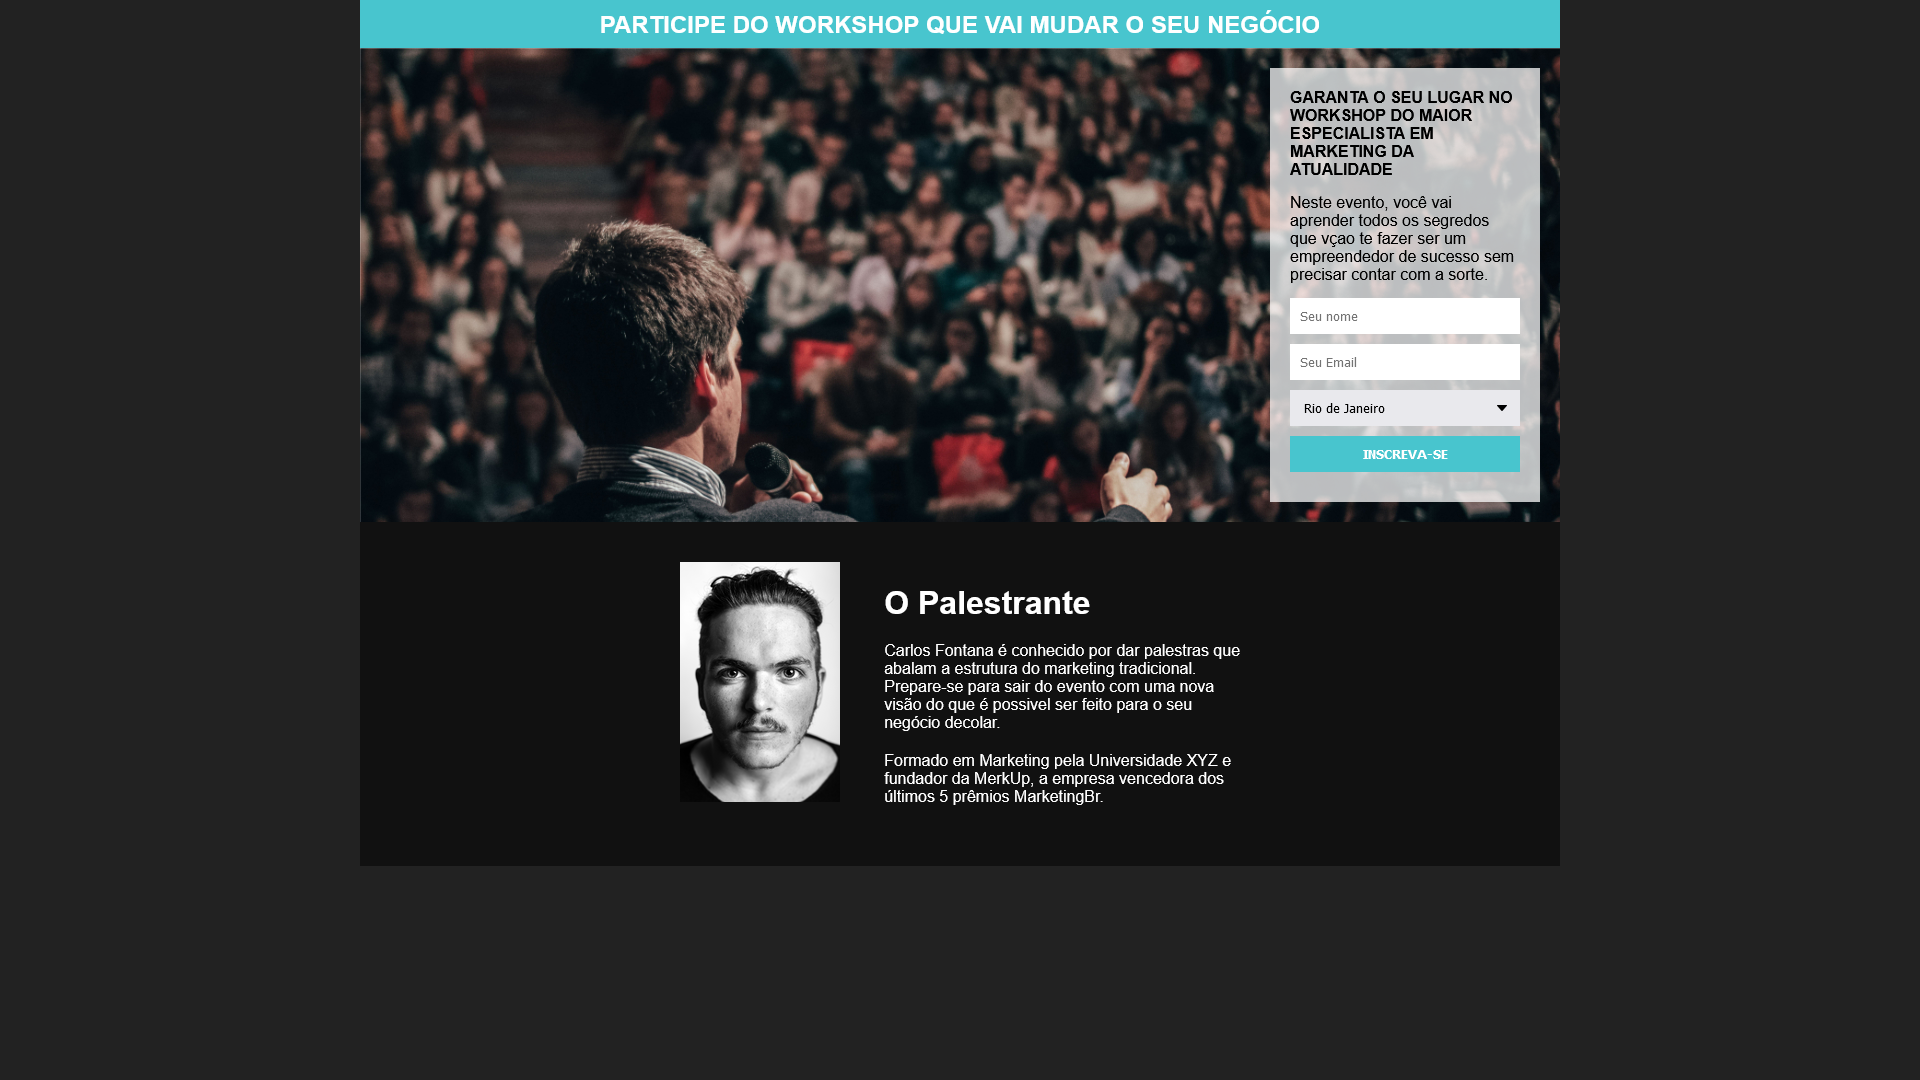 PARTICIPE DO WORKSHOP QUE VAI MUDAR O SEU NEGÓCIO
GARANTA O SEU LUGAR NO
WORKSHOP DO MAIOR
ESPECIALISTA EM
MARKETING DA
ATUALIDADE
Neste evento, você vai
aprender todos os segredos
que vçao te fazer ser um
empreendedor de sucesso sem
precisar contar com a sorte.
Seu nome
Seu Email
Rio de Janeiro
INSCREVA-SE
O Palestrante
Carlos Fontana é conhecido por dar palestras que
abalam a estrutura do marketing tradicional.
Prepare-se para sair do evento com uma nova
visão do que é possivel ser feito para o seu
negócio decolar.
Formado em Marketing pela Universidade XYZ e
fundador da MerkUp, a empresa vencedora dos
últimos 5 prêmios MarketingBr.